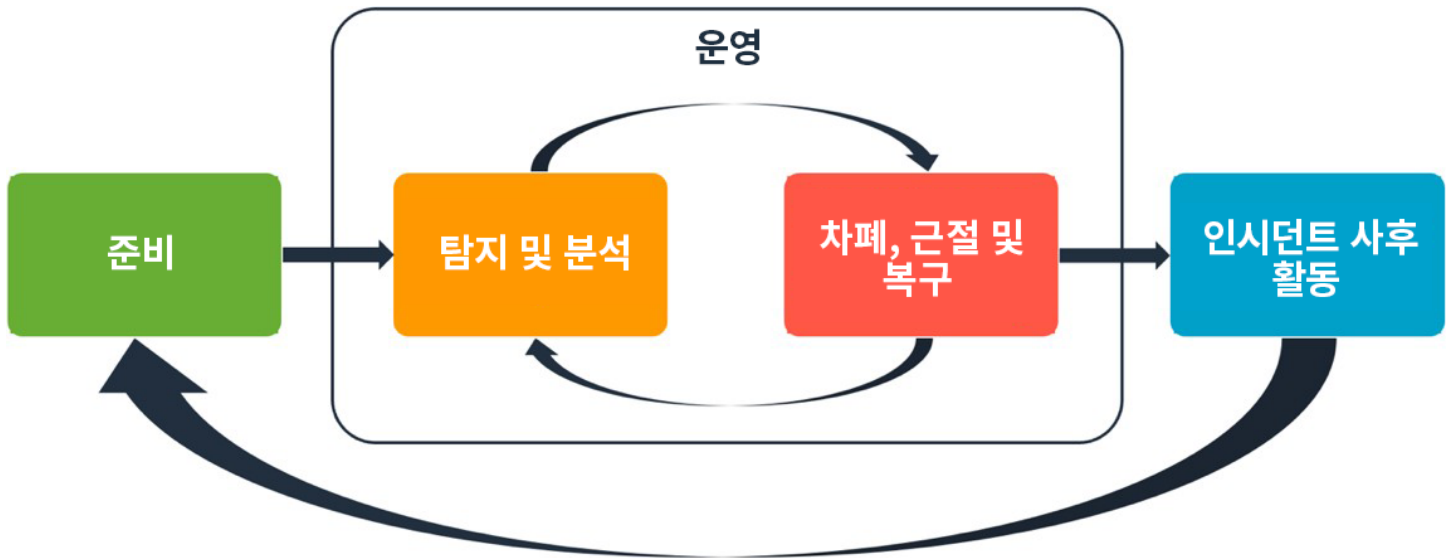 운영
준비
탐지 및 분석
차폐, 근절 및
복구
인시던트 사후
활동